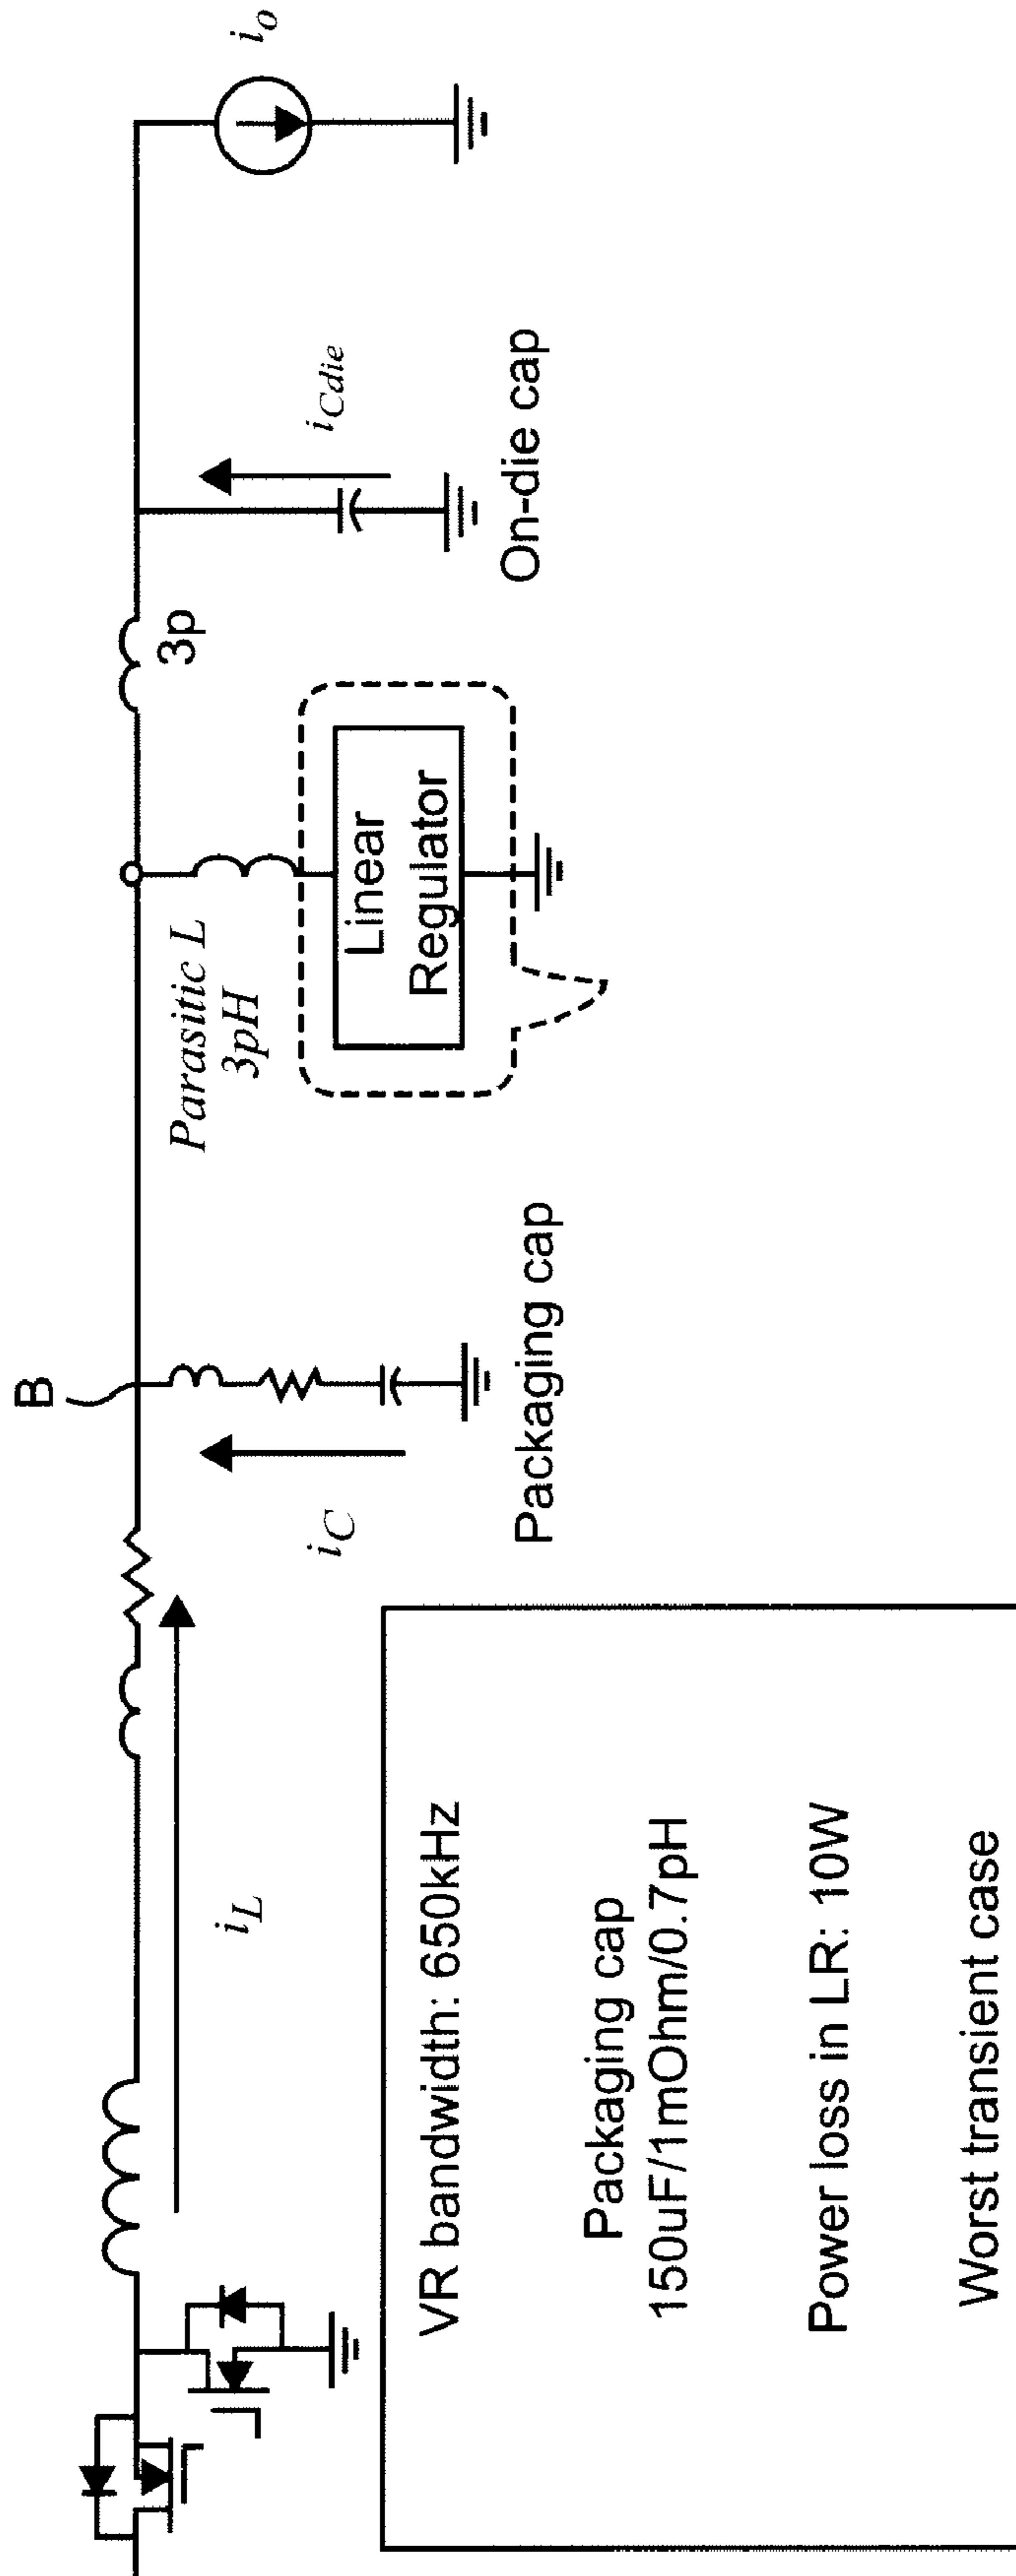 B
i_L
i_C
Packaging cap
Parasitic L
3pH
Linear
Regulator
3p
i_Cdie
On-die cap
i_o
VR bandwidth: 650kHz
Packaging cap
150uF/1mOhm/0.7pH
Power loss in LR: 10W
Worst transient case